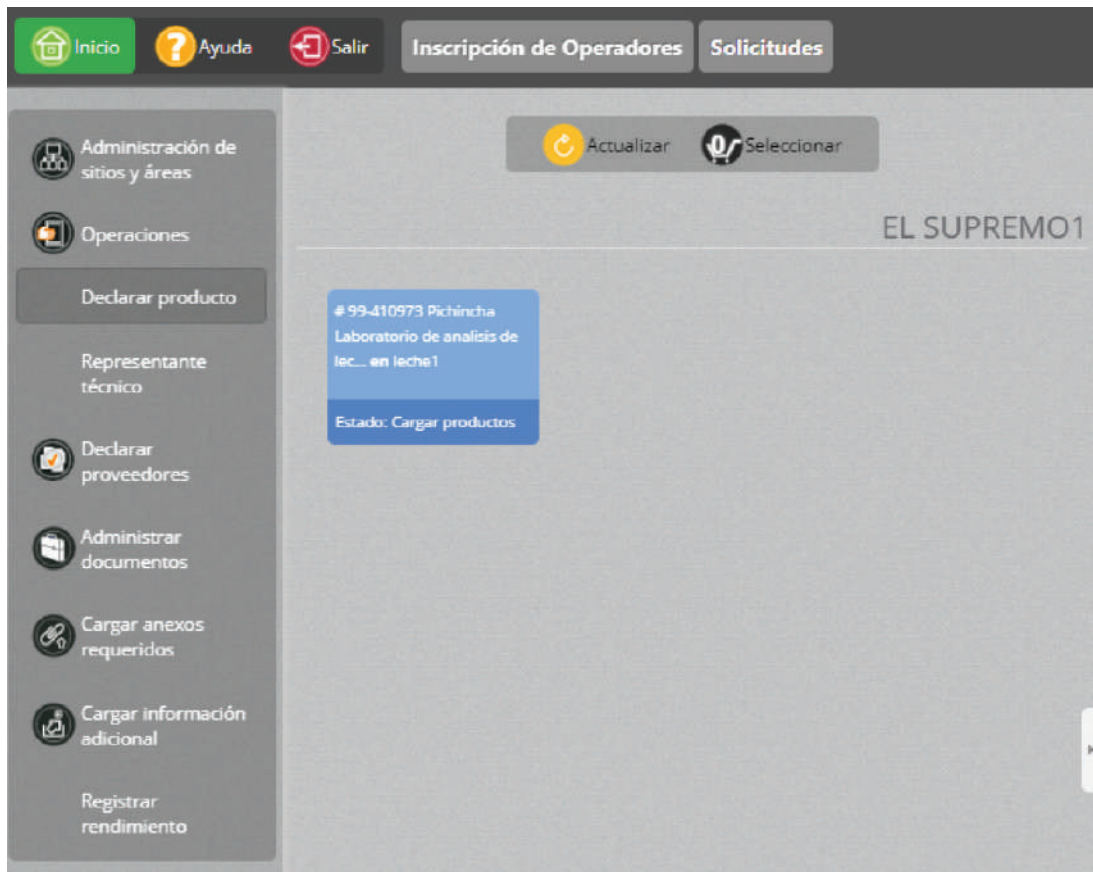 Inicio Ayuda Salir Inscripción de Operadores Solicitudes
Administración de
sitios y áreas
Operaciones
Declarar producto
Representante
técnico
Declarar
proveedores
Administrar
documentos
Cargar anexos
requeridos
Cargar información
adicional
Registrar
rendimiento
Actualizar Seleccionar
EL SUPREMO1
# 99-410973 Pichincha
Laboratorio de analisis de
lec... en leche1
Estado: Cargar productos